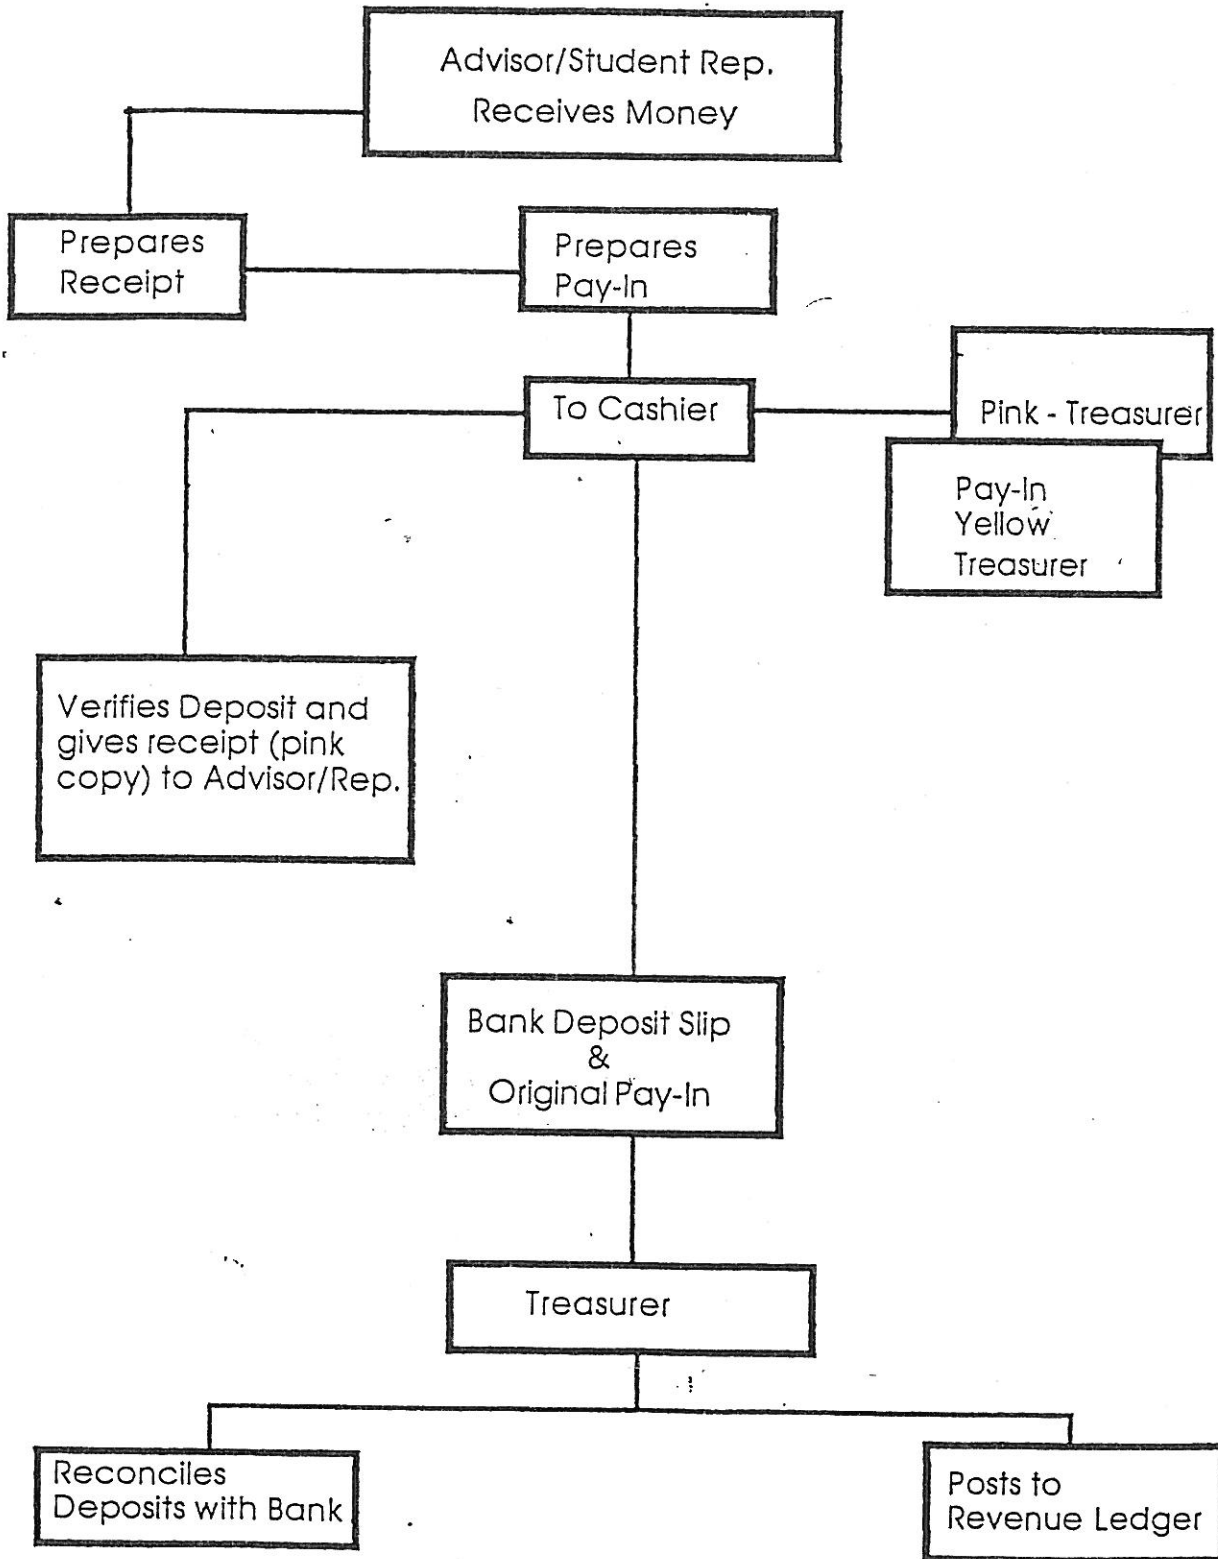 Advisor/Student Rep.
Receives Money
Prepares
Receipt
Prepares
Pay-In
To Cashier
Pink - Treasurer
Pay-In
Yellow
Treasurer
Verifies Deposit and
gives receipt (pink
copy) to Advisor/Rep.
Bank Deposit Slip
&
Original Pay-In
Treasurer
Reconciles
Deposits with Bank
Posts to
Revenue Ledger